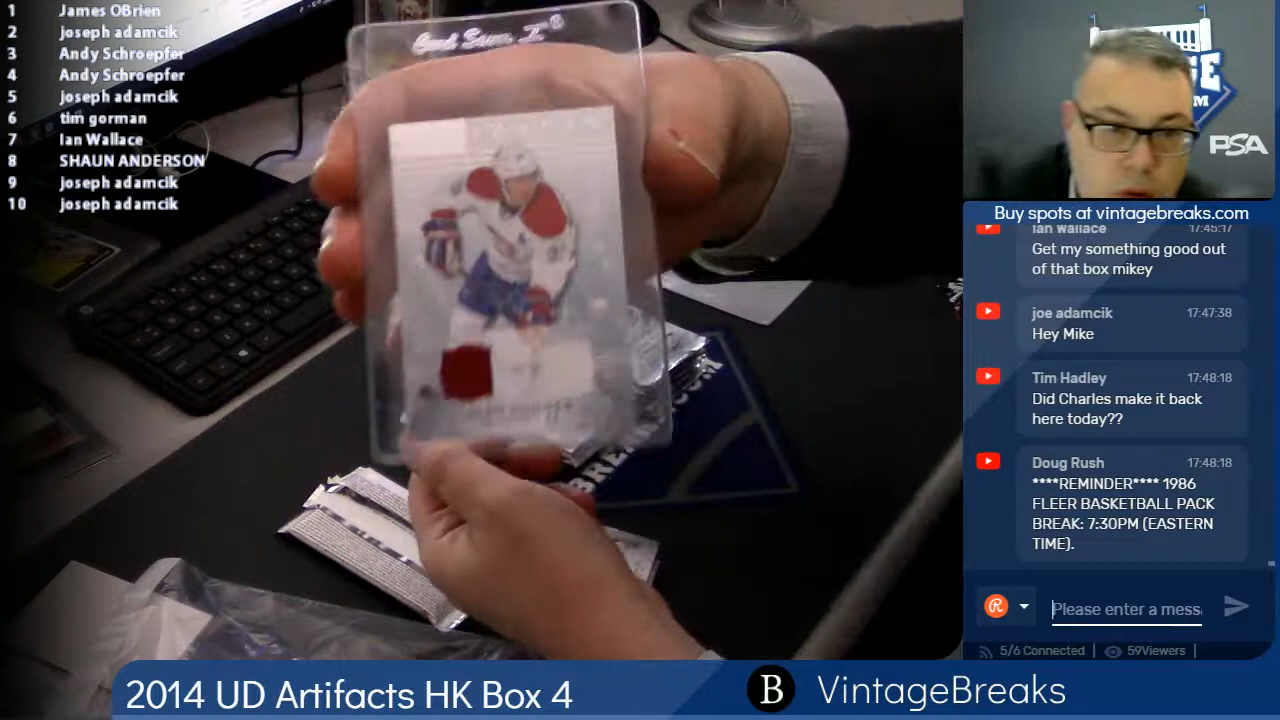 1 James OBrien
2 joseph adamcik
3 Andy Schroepfer
4 Andy Schroepfer
5 joseph adamcik
6 tim gorman
7 Ian Wallace
8 SHAUN ANDERSON
9 joseph adamcik
10 joseph adamcik
PSA
Buy spots at vintagebreaks.com
Ian Wallace 17:45:17
Get my something good out
of that box mikey
joe adamcik 17:47:38
Hey Mike
Tim Hadley 17:48:18
Did Charles make it back
here today??
Doug Rush 17:48:18
****REMINDER**** 1986
FLEER BASKETBALL PACK
BREAK: 7:30PM (EASTERN
TIME).
Please enter a messa
5/6 Connected | 59Viewers |
2014 UD Artifacts HK Box 4
B VintageBreaks